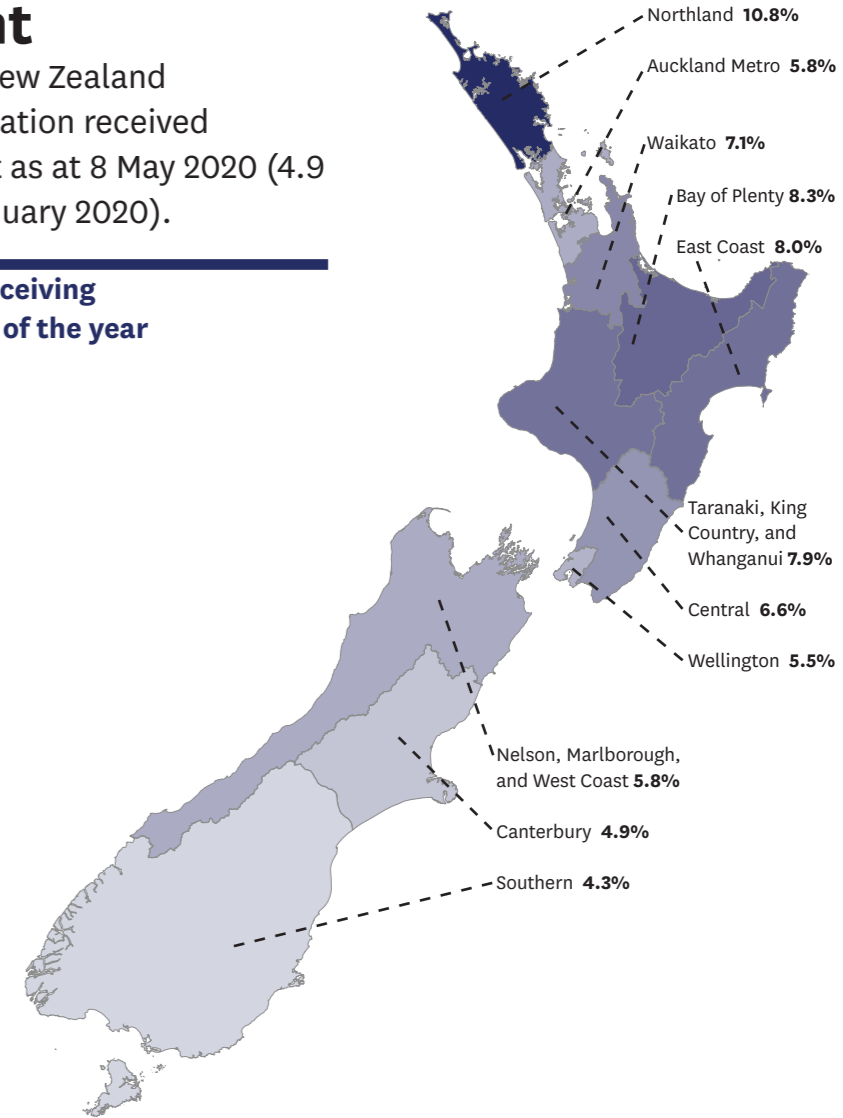 nt
ew Zealand
ation received
t as at 8 May 2020 (4.9
uary 2020).
ceiving
of the year
Northland 10.8%
Auckland Metro 5.8%
Waikato 7.1%
Bay of Plenty 8.3%
East Coast 8.0%
Taranaki, King
Country, and
Whanganui 7.9%
Central 6.6%
Wellington 5.5%
Nelson, Marlborough,
and West Coast 5.8%
Canterbury 4.9%
Southern 4.3%